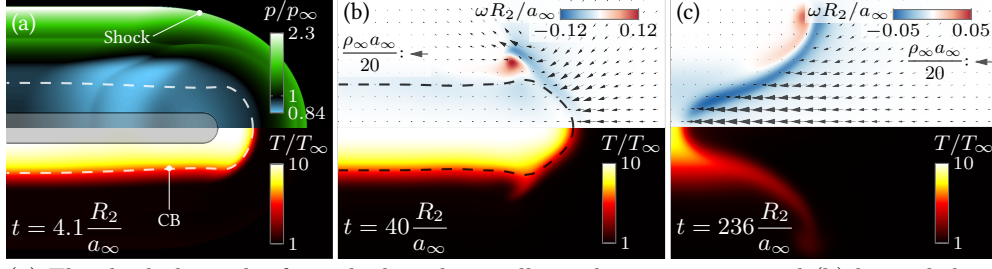 (a)
p/p∞
2.3
1
0.84
Shock
T/T∞
10
1
CB
t = 4.1 R₂/a∞
(b)
ωR₂/a∞
−0.12 0.12
ρ∞a∞/20 :
T/T∞
10
1
t = 40 R₂/a∞
(c)
ωR₂/a∞
−0.05 0.05
ρ∞a∞/20 :
T/T∞
10
1
t = 236 R₂/a∞